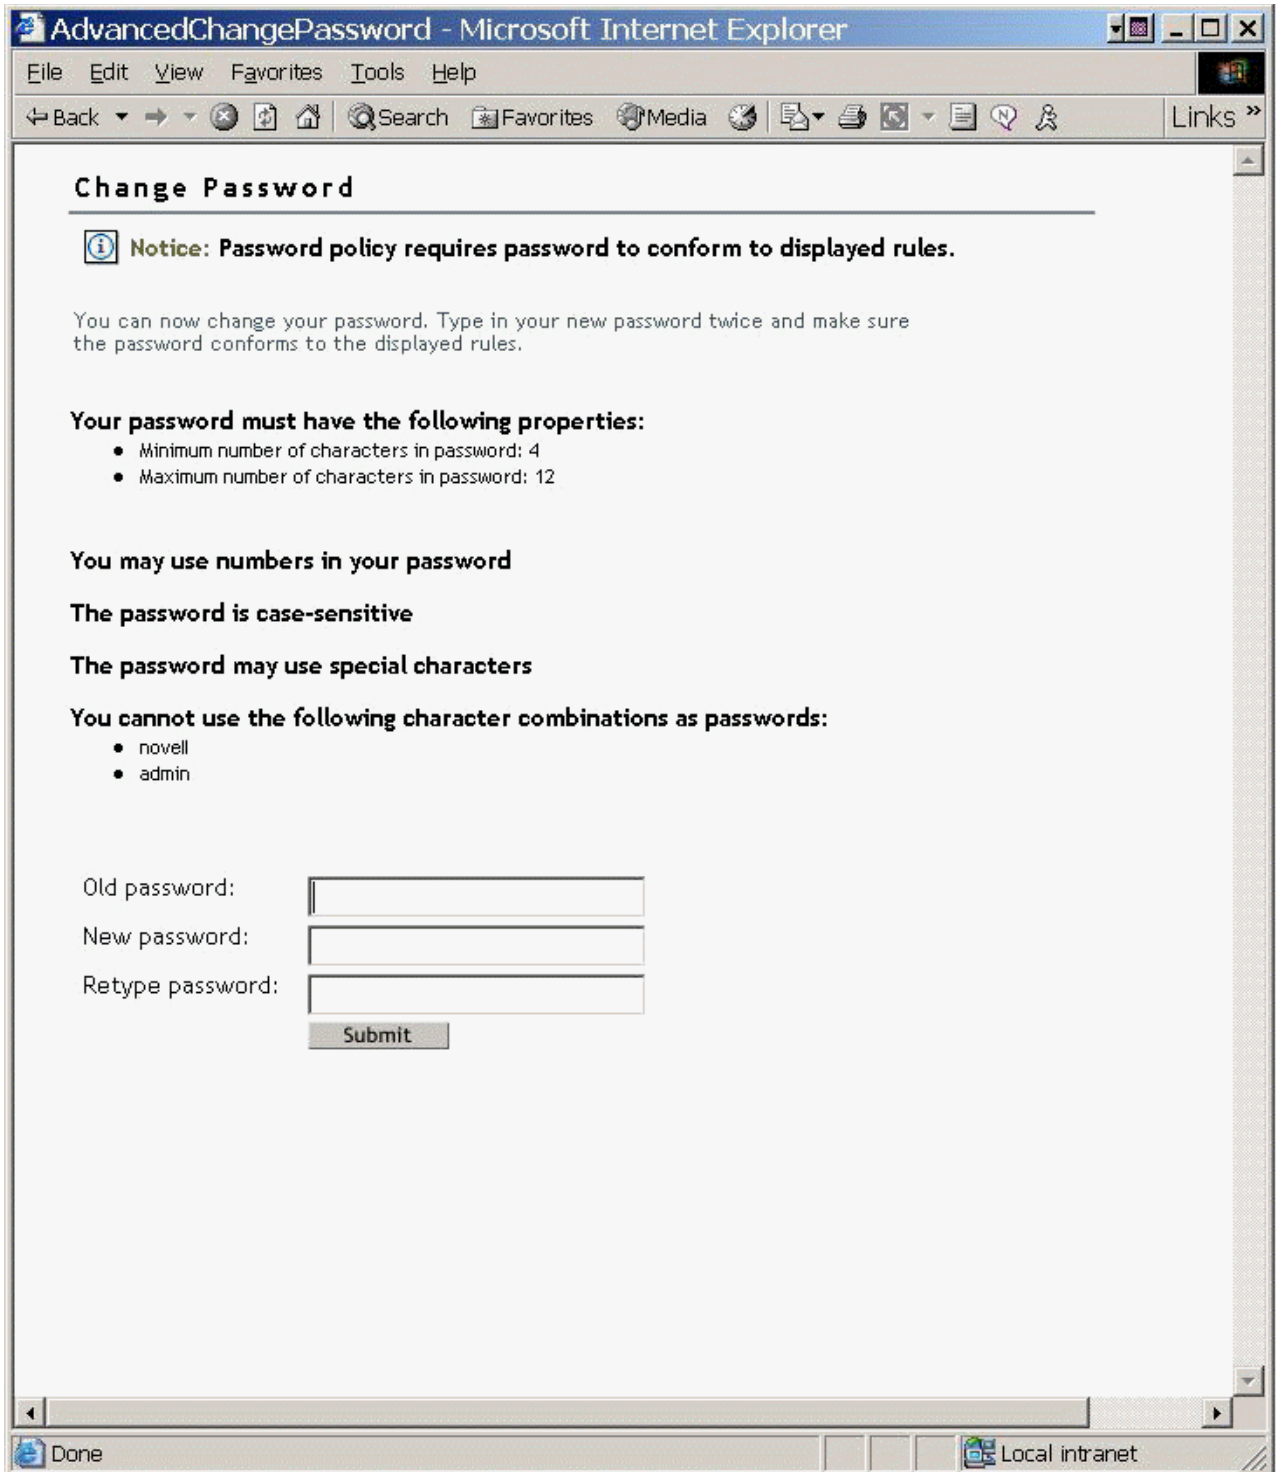 AdvancedChangePassword - Microsoft Internet Explorer
File Edit View Favorites Tools Help
Back Search Favorites Media Links »
Change Password
Notice: Password policy requires password to conform to displayed rules.
You can now change your password. Type in your new password twice and make sure
the password conforms to the displayed rules.
Your password must have the following properties:
● Minimum number of characters in password: 4
● Maximum number of characters in password: 12
You may use numbers in your password
The password is case-sensitive
The password may use special characters
You cannot use the following character combinations as passwords:
● novell
● admin
Old password:
New password:
Retype password:
Submit
Done Local intranet